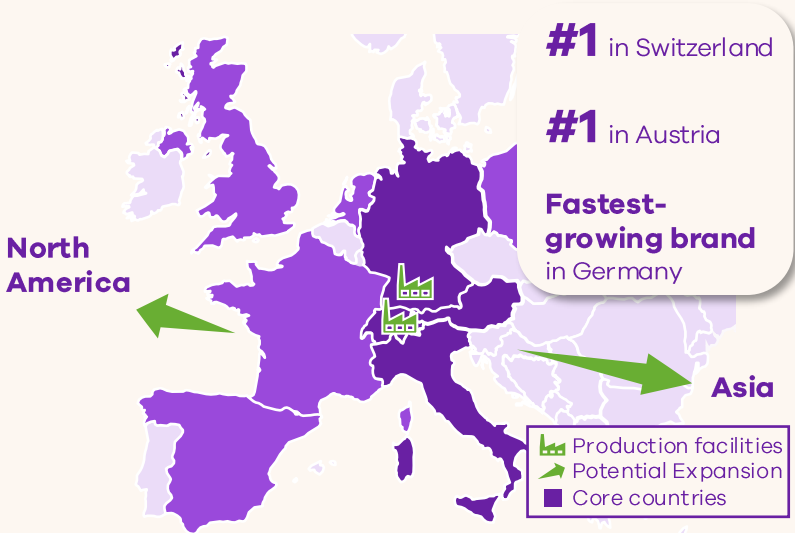 #1 in Switzerland
#1 in Austria
Fastest-
growing brand
in Germany
North
America
Asia
Production facilities
Potential Expansion
Core countries